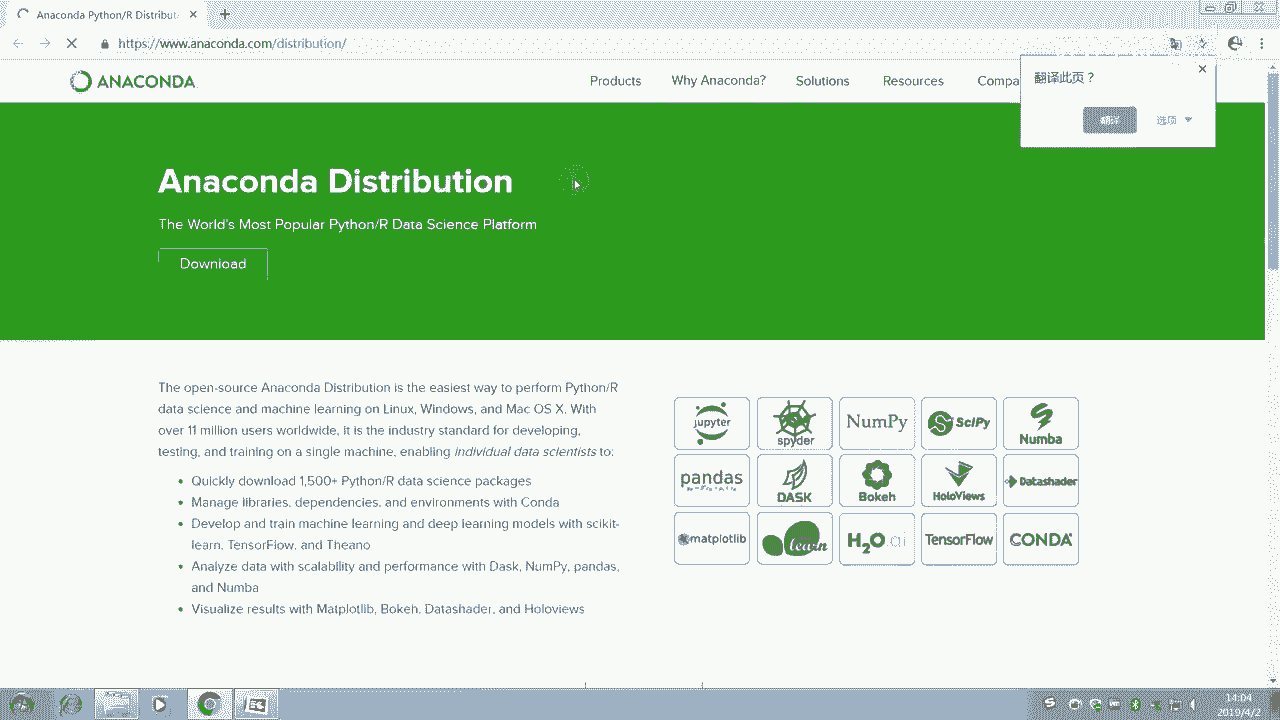 Anaconda Python/R Distribut
https://www.anaconda.com/distribution/
ANACONDA
Products
Why Anaconda?
Solutions
Resources
Compa
翻译此页？
翻译
选项
Anaconda Distribution
The World's Most Popular Python/R Data Science Platform
Download
The open-source Anaconda Distribution is the easiest way to perform Python/R
data science and machine learning on Linux, Windows, and Mac OS X. With
over 11 million users worldwide, it is the industry standard for developing,
testing, and training on a single machine, enabling individual data scientists to:
Quickly download 1,500+ Python/R data science packages
Manage libraries, dependencies, and environments with Conda
Develop and train machine learning and deep learning models with scikit-
learn, TensorFlow, and Theano
Analyze data with scalability and performance with Dask, NumPy, pandas,
and Numba
Visualize results with Matplotlib, Bokeh, Datashader, and Holoviews
jupyter
spyder
NumPy
SciPy
Numba
pandas
DASK
Bokeh
HoloViews
Datashader
matplotlib
learn
H2O.ai
TensorFlow
CONDA
14:04
2019/4/2